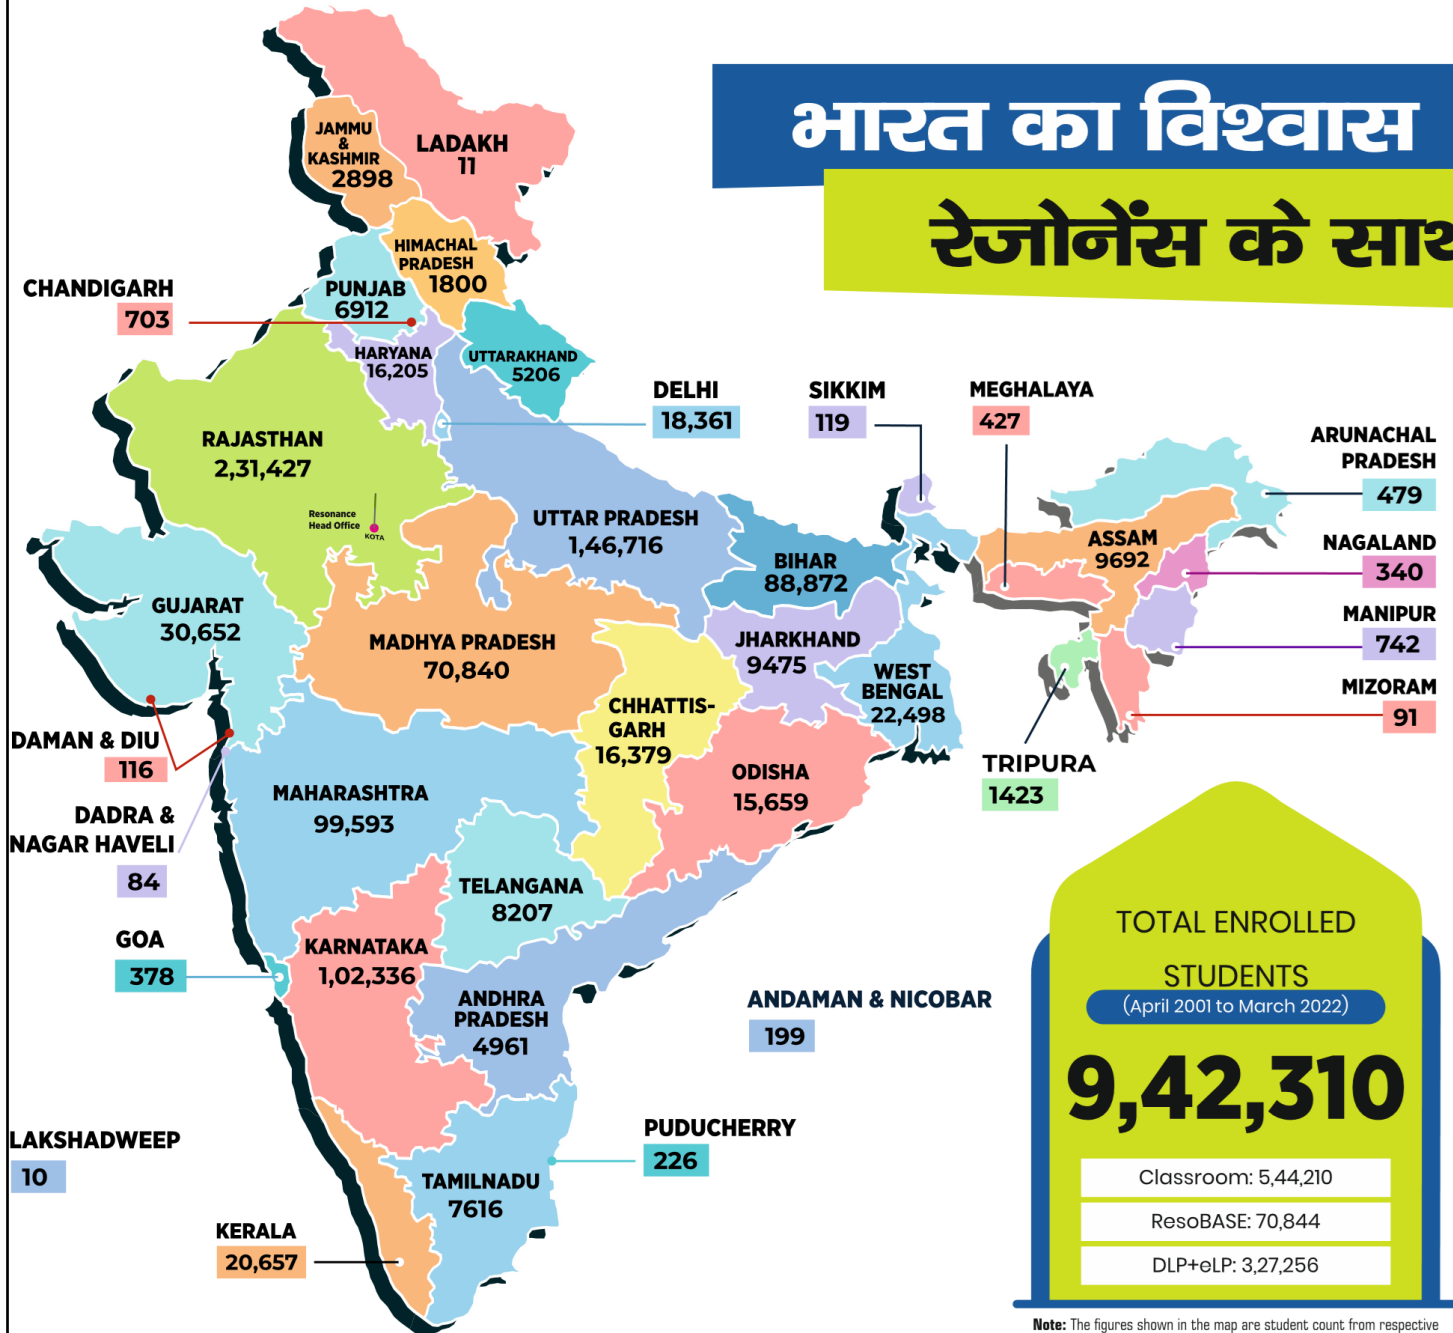 भारत का विश्वास
रेजोनेंस के साथ
JAMMU
&
KASHMIR
2898
LADAKH
11
HIMACHAL
PRADESH
1800
PUNJAB
6912
CHANDIGARH
703
HARYANA
16,205
UTTARAKHAND
5206
DELHI
18,361
SIKKIM
119
MEGHALAYA
427
ARUNACHAL
PRADESH
479
RAJASTHAN
2,31,427
Resonance
Head Office
KOTA
UTTAR PRADESH
1,46,716
BIHAR
88,872
ASSAM
9692
NAGALAND
340
MANIPUR
742
MIZORAM
91
TRIPURA
1423
GUJARAT
30,652
MADHYA PRADESH
70,840
JHARKHAND
9475
WEST
BENGAL
22,498
CHHATTIS-
GARH
16,379
ODISHA
15,659
DAMAN & DIU
116
DADRA &
NAGAR HAVELI
84
MAHARASHTRA
99,593
TELANGANA
8207
GOA
378
KARNATAKA
1,02,336
ANDHRA
PRADESH
4961
ANDAMAN & NICOBAR
199
LAKSHADWEEP
10
PUDUCHERRY
226
TAMILNADU
7616
KERALA
20,657
TOTAL ENROLLED
STUDENTS
(April 2001 to March 2022)
9,42,310
Classroom: 5,44,210
ResoBASE: 70,844
DLP+eLP: 3,27,256
Note: The figures shown in the map are student count from respective